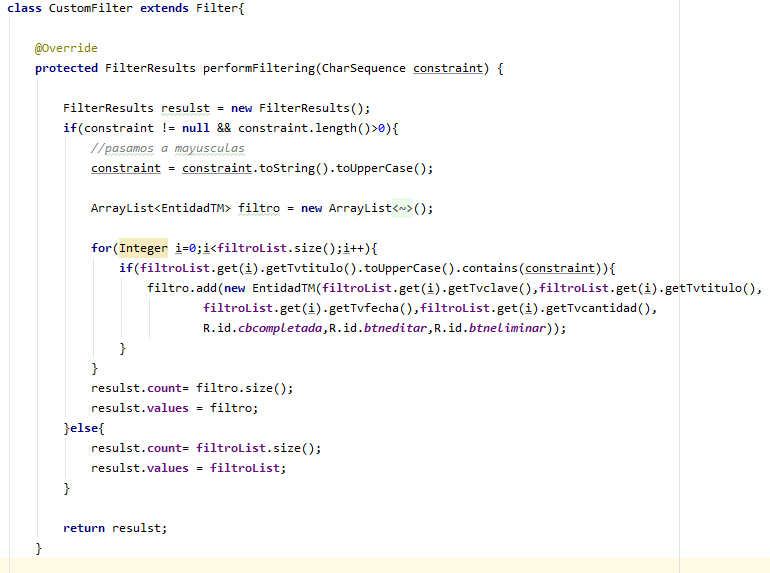 class CustomFilter extends Filter{
@Override
protected FilterResults performFiltering(CharSequence constraint) {
FilterResults resulst = new FilterResults();
if(constraint != null && constraint.length()>0){
//pasamos a mayusculas
constraint = constraint.toString().toUpperCase();
ArrayList<EntidadTM> filtro = new ArrayList<~>();
for(Integer i=0;i<filtroList.size();i++){
if(filtroList.get(i).getTvtitulo().toUpperCase().contains(constraint)){
filtro.add(new EntidadTM(filtroList.get(i).getTvclave(),filtroList.get(i).getTvtitulo(),
filtroList.get(i).getTvfecha(),filtroList.get(i).getTvcantidad(),
R.id.cbcompletada,R.id.btneditar,R.id.btneliminar));
}
}
resulst.count= filtro.size();
resulst.values = filtro;
}else{
resulst.count= filtroList.size();
resulst.values = filtroList;
}
return resulst;
}